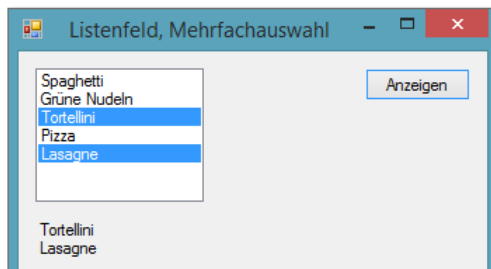 Listenfeld, Mehrfachauswahl
Spaghetti
Grüne Nudeln
Tortellini
Pizza
Lasagne
Anzeigen
Tortellini
Lasagne